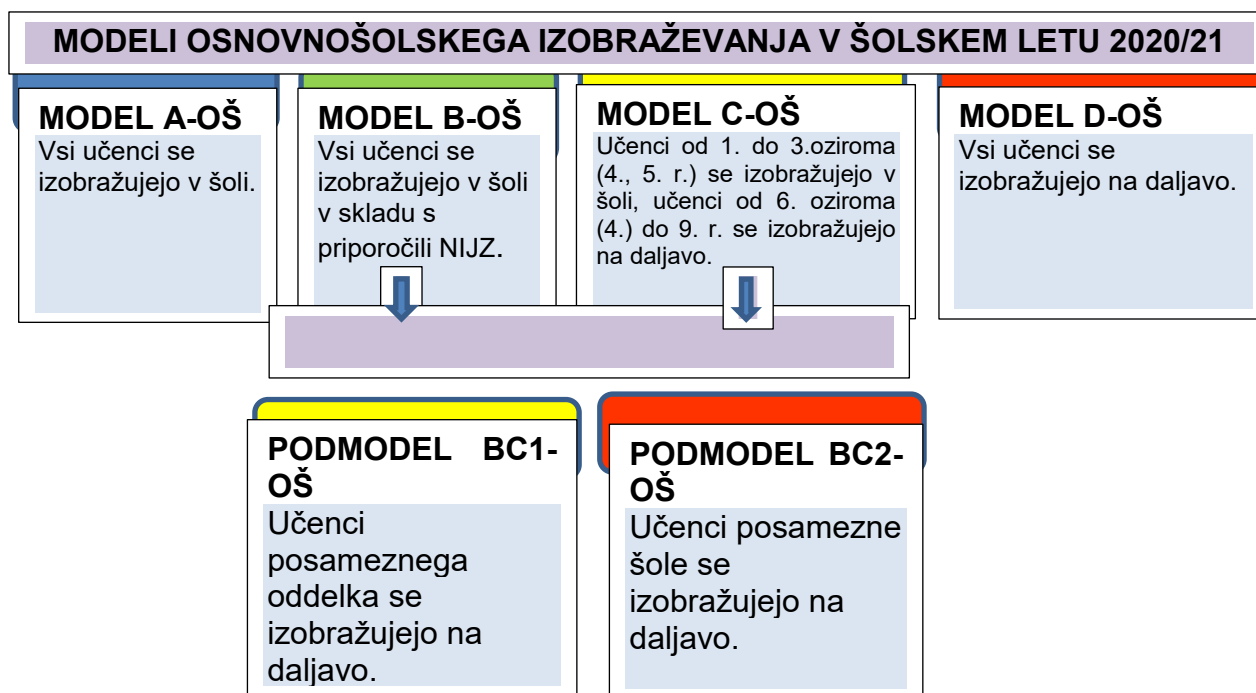 MODELI OSNOVNOŠOLSKEGA IZOBRAŽEVANJA V ŠOLSKEM LETU 2020/21
MODEL A-OŠ
Vsi učenci se
izobražujejo v šoli.
MODEL B-OŠ
Vsi učenci se
izobražujejo v šoli
v skladu s
priporočili NIJZ.
MODEL C-OŠ
Učenci od 1. do 3.oziroma
(4., 5. r.) se izobražujejo v
šoli, učenci od 6. oziroma
(4.) do 9. r. se izobražujejo
na daljavo.
MODEL D-OŠ
Vsi učenci se
izobražujejo na daljavo.
PODMODEL BC1-
OŠ
Učenci
posameznega
oddelka se
izobražujejo na
daljavo.
PODMODEL BC2-
OŠ
Učenci posamezne
šole se
izobražujejo na
daljavo.